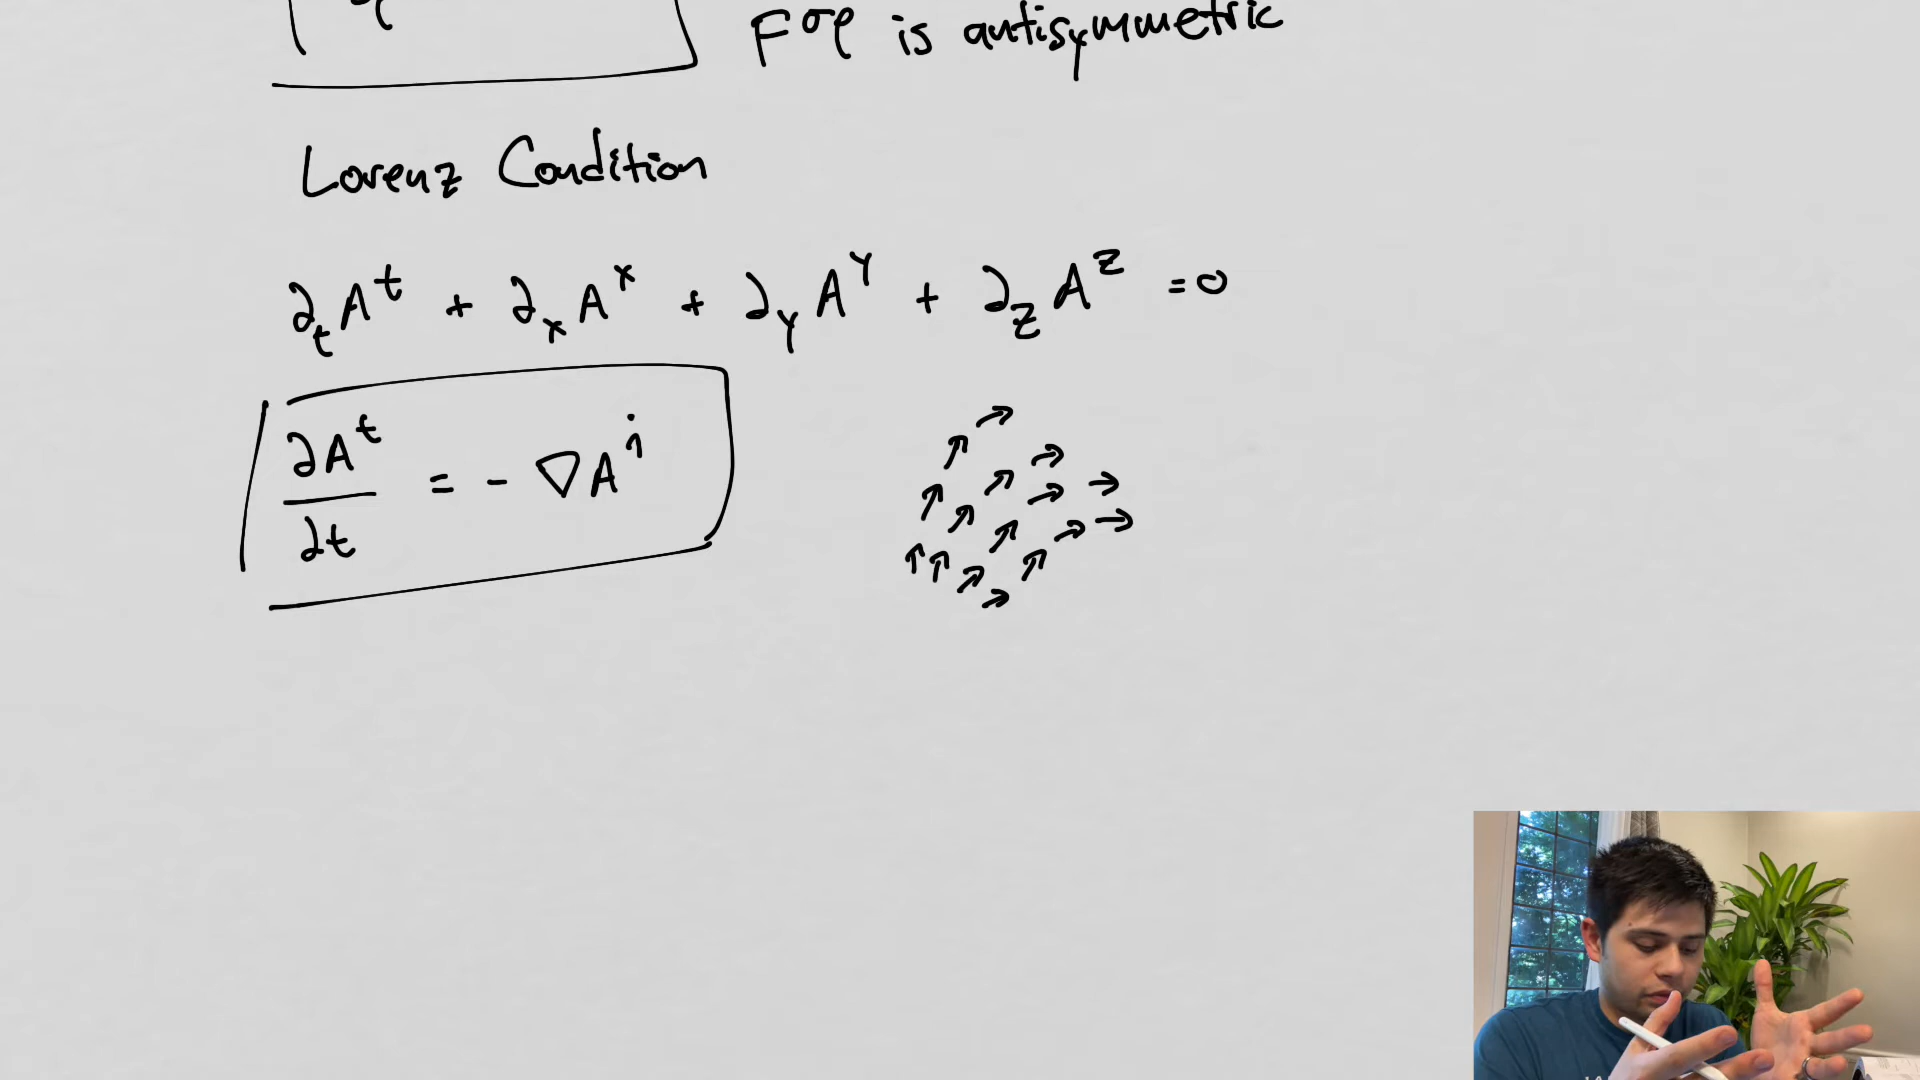 F^{σρ} is antisymmetric
Lorenz Condition
∂_t A^t + ∂_x A^x + ∂_y A^y + ∂_z A^z = 0
∂A^t/∂t = - ∇A^i